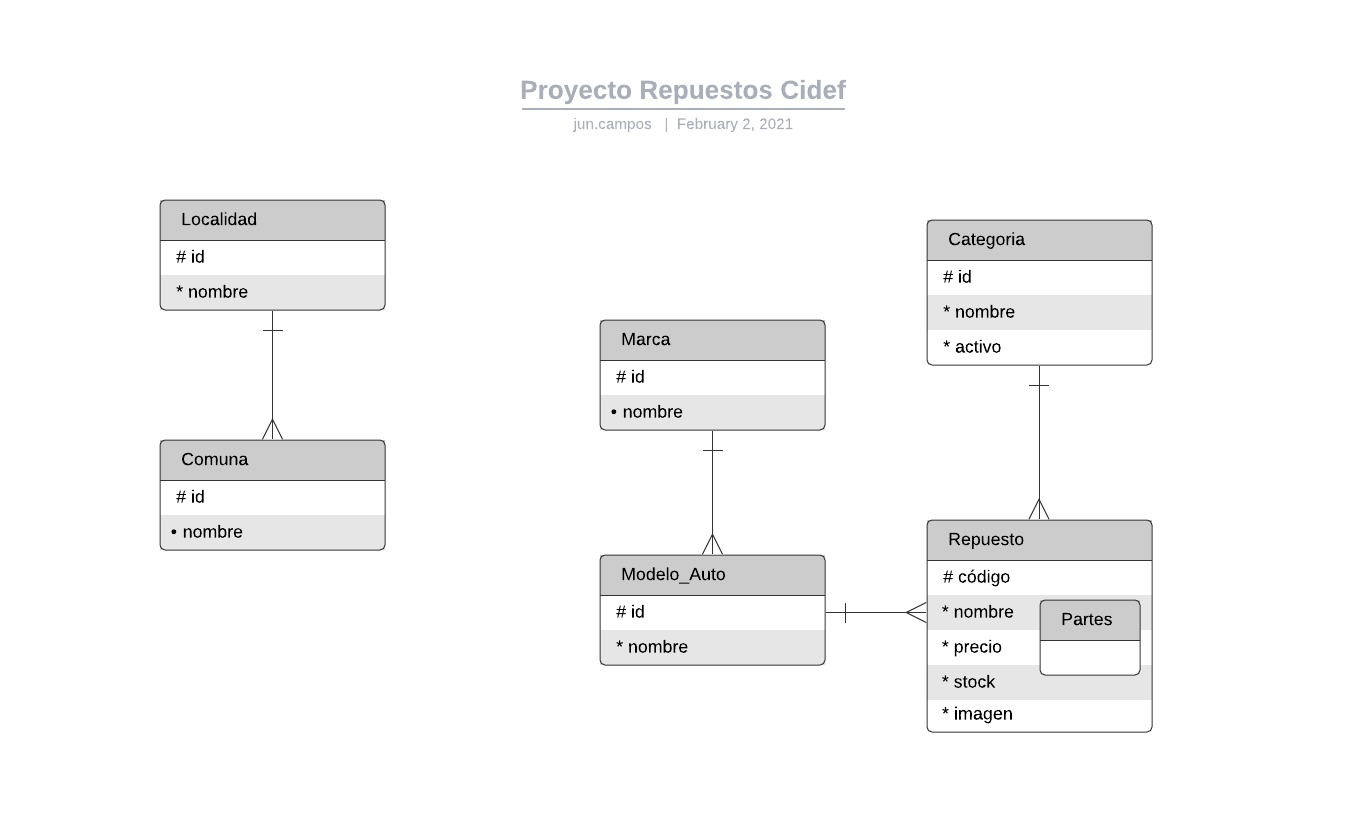 Proyecto Repuestos Cidef
jun.campos | February 2, 2021
Localidad
# id
* nombre
Comuna
# id
• nombre
Marca
# id
• nombre
Modelo_Auto
# id
* nombre
Categoria
# id
* nombre
* activo
Repuesto
# código
* nombre
* precio
* stock
* imagen
Partes